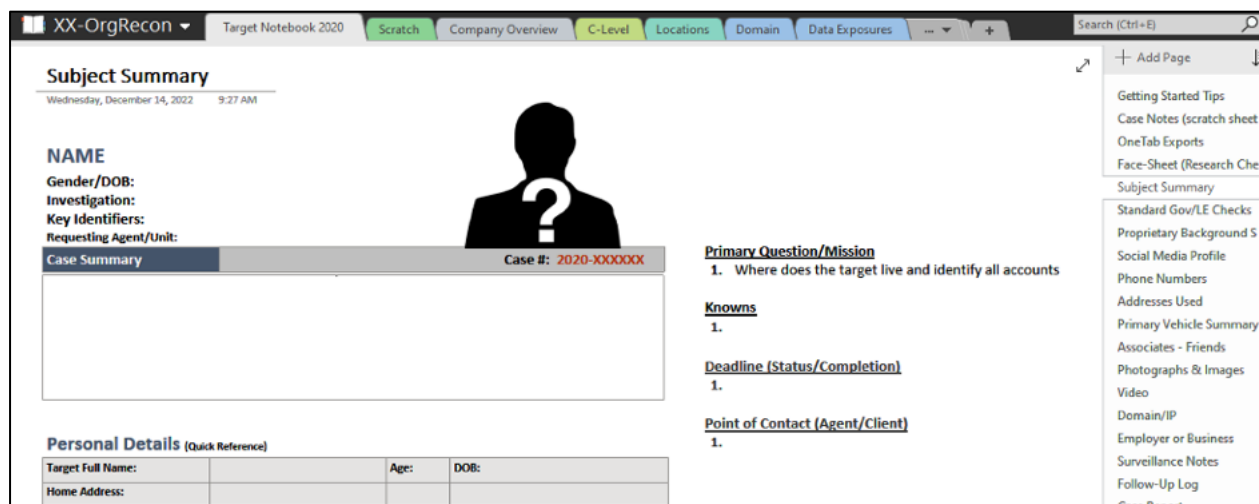 XX-OrgRecon
Target Notebook 2020
Scratch
Company Overview
C-Level
Locations
Domain
Data Exposures
...
+
Search (Ctrl+E)
Subject Summary
Wednesday, December 14, 2022 9:27 AM
NAME
Gender/DOB:
Investigation:
Key Identifiers:
Requesting Agent/Unit:
?
Case Summary Case #: 2020-XXXXXX
Personal Details (Quick Reference)
Target Full Name: Age: DOB:
Home Address:
Primary Question/Mission
1. Where does the target live and identify all accounts
Knowns
1.
Deadline (Status/Completion)
1.
Point of Contact (Agent/Client)
1.
+ Add Page
Getting Started Tips
Case Notes (scratch sheet
OneTab Exports
Face-Sheet (Research Che
Subject Summary
Standard Gov/LE Checks
Proprietary Background S
Social Media Profile
Phone Numbers
Addresses Used
Primary Vehicle Summary
Associates - Friends
Photographs & Images
Video
Domain/IP
Employer or Business
Surveillance Notes
Follow-Up Log